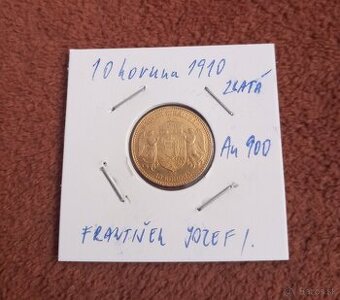 10 koruna 1910
ZLATÁ
Au 900
FRANTIŠEK JOZEF I.